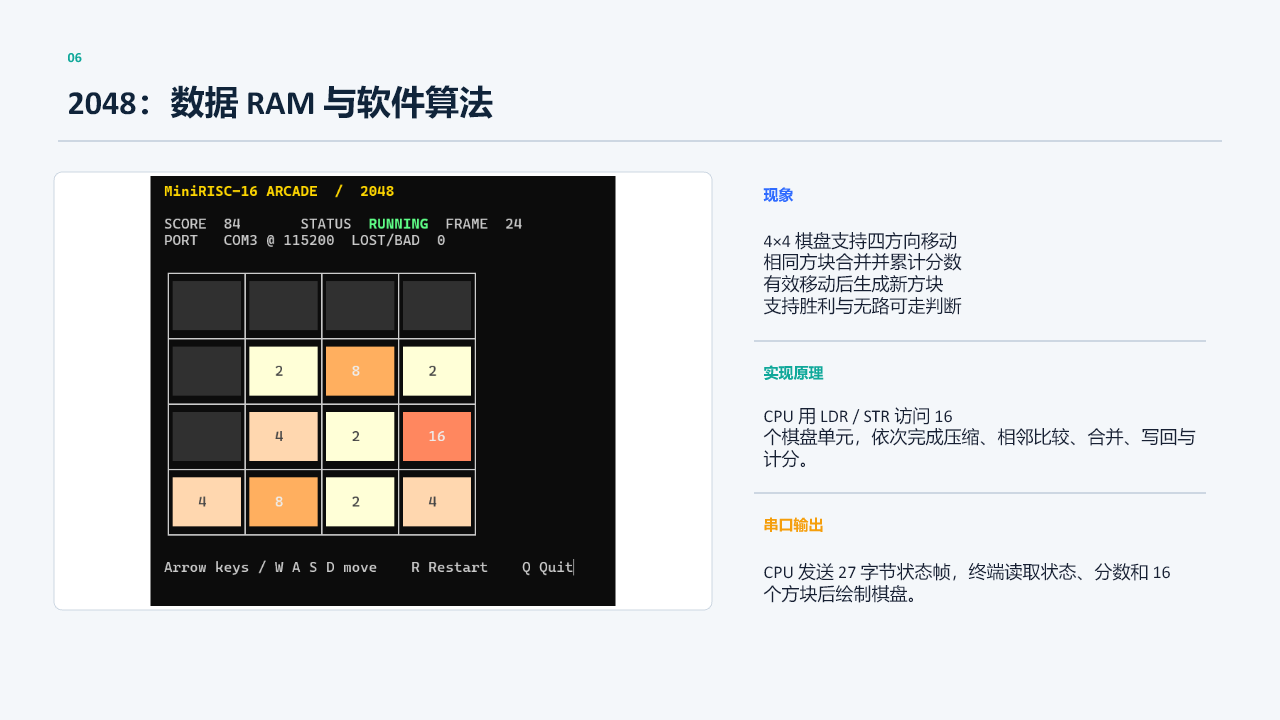 06
2048：数据 RAM 与软件算法
MiniRISC-16 ARCADE / 2048
SCORE 84 STATUS RUNNING FRAME 24
PORT COM3 @ 115200 LOST/BAD 0
2 8 2
4 2 16
4 8 2 4
Arrow keys / W A S D move R Restart Q Quit
现象
4×4 棋盘支持四方向移动
相同方块合并并累计分数
有效移动后生成新方块
支持胜利与无路可走判断
实现原理
CPU 用 LDR / STR 访问 16
个棋盘单元，依次完成压缩、相邻比较、合并、写回与
计分。
串口输出
CPU 发送 27 字节状态帧，终端读取状态、分数和 16
个方块后绘制棋盘。